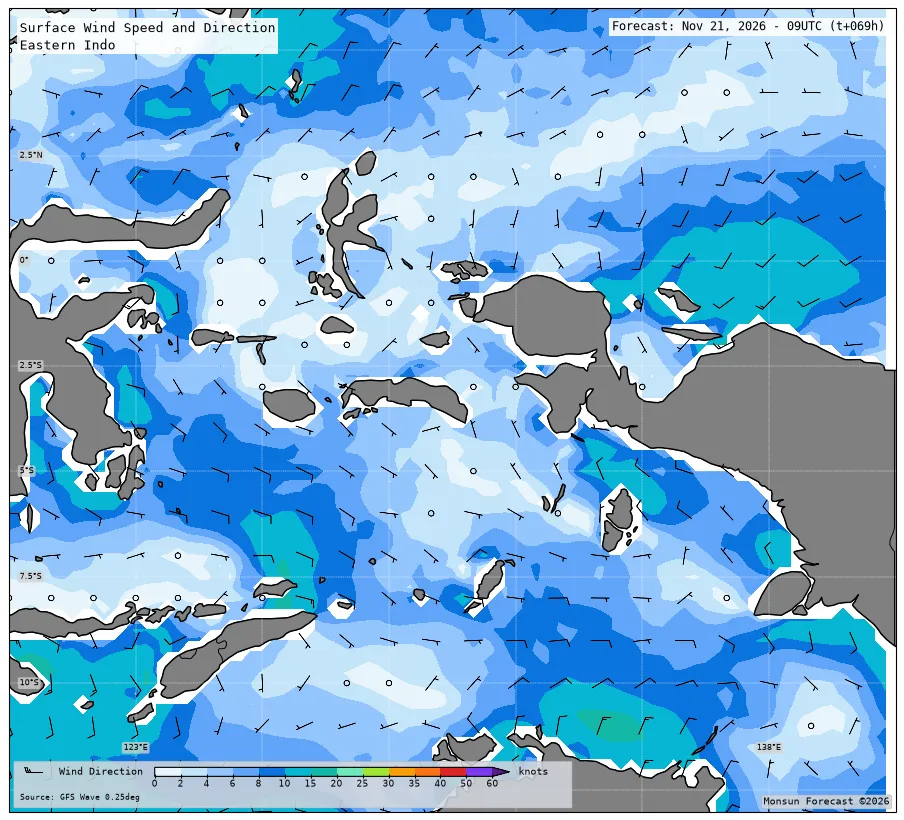 Surface Wind Speed and Direction
Eastern Indo
Forecast: Nov 21, 2026 - 09UTC (t+069h)
2.5°N
0°
2.5°S
5°S
7.5°S
10°S
123°E
138°E
Wind Direction
knots
0 2 4 6 8 10 15 20 25 30 35 40 50 60
Source: GFS Wave 0.25deg
Monsun Forecast ©2026